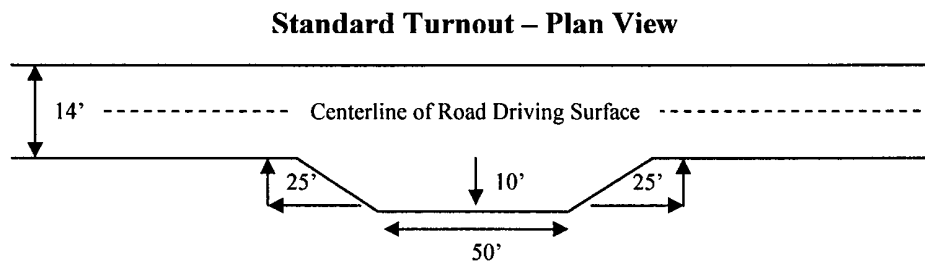 Standard Turnout – Plan View
14’
Centerline of Road Driving Surface
25’
10’
25’
50’